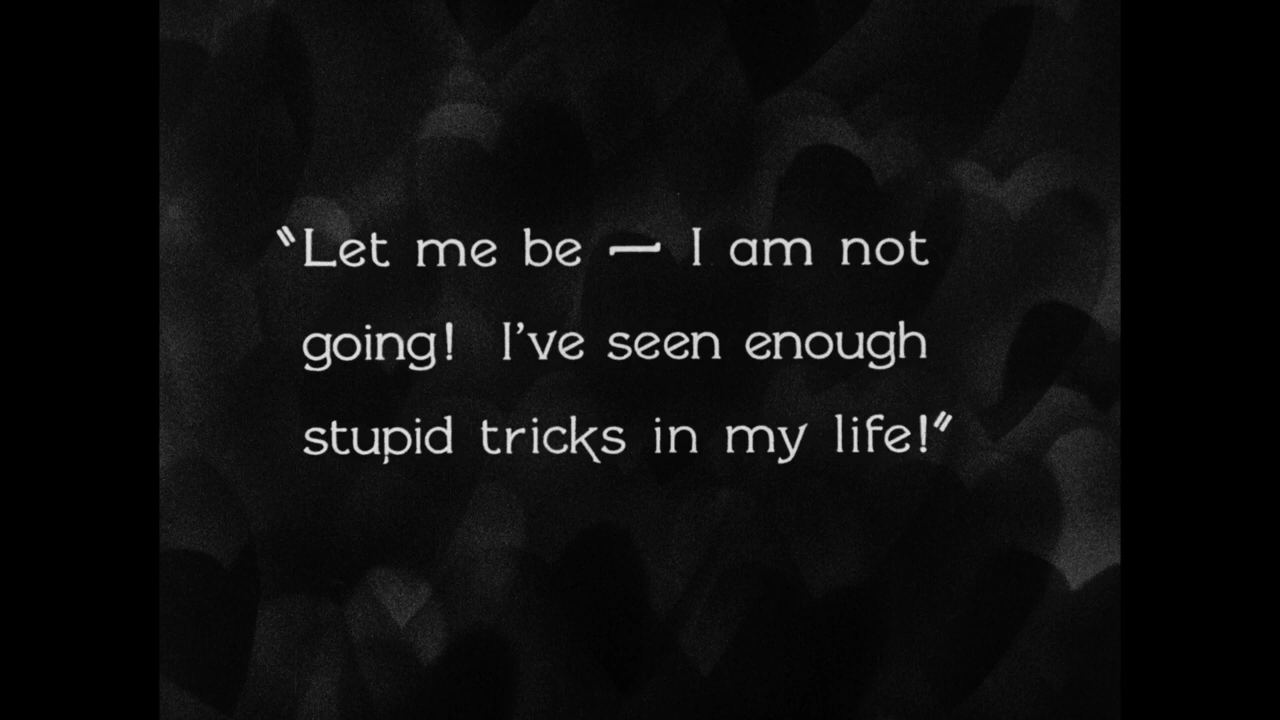 "Let me be — I am not
going! I've seen enough
stupid tricks in my life!"